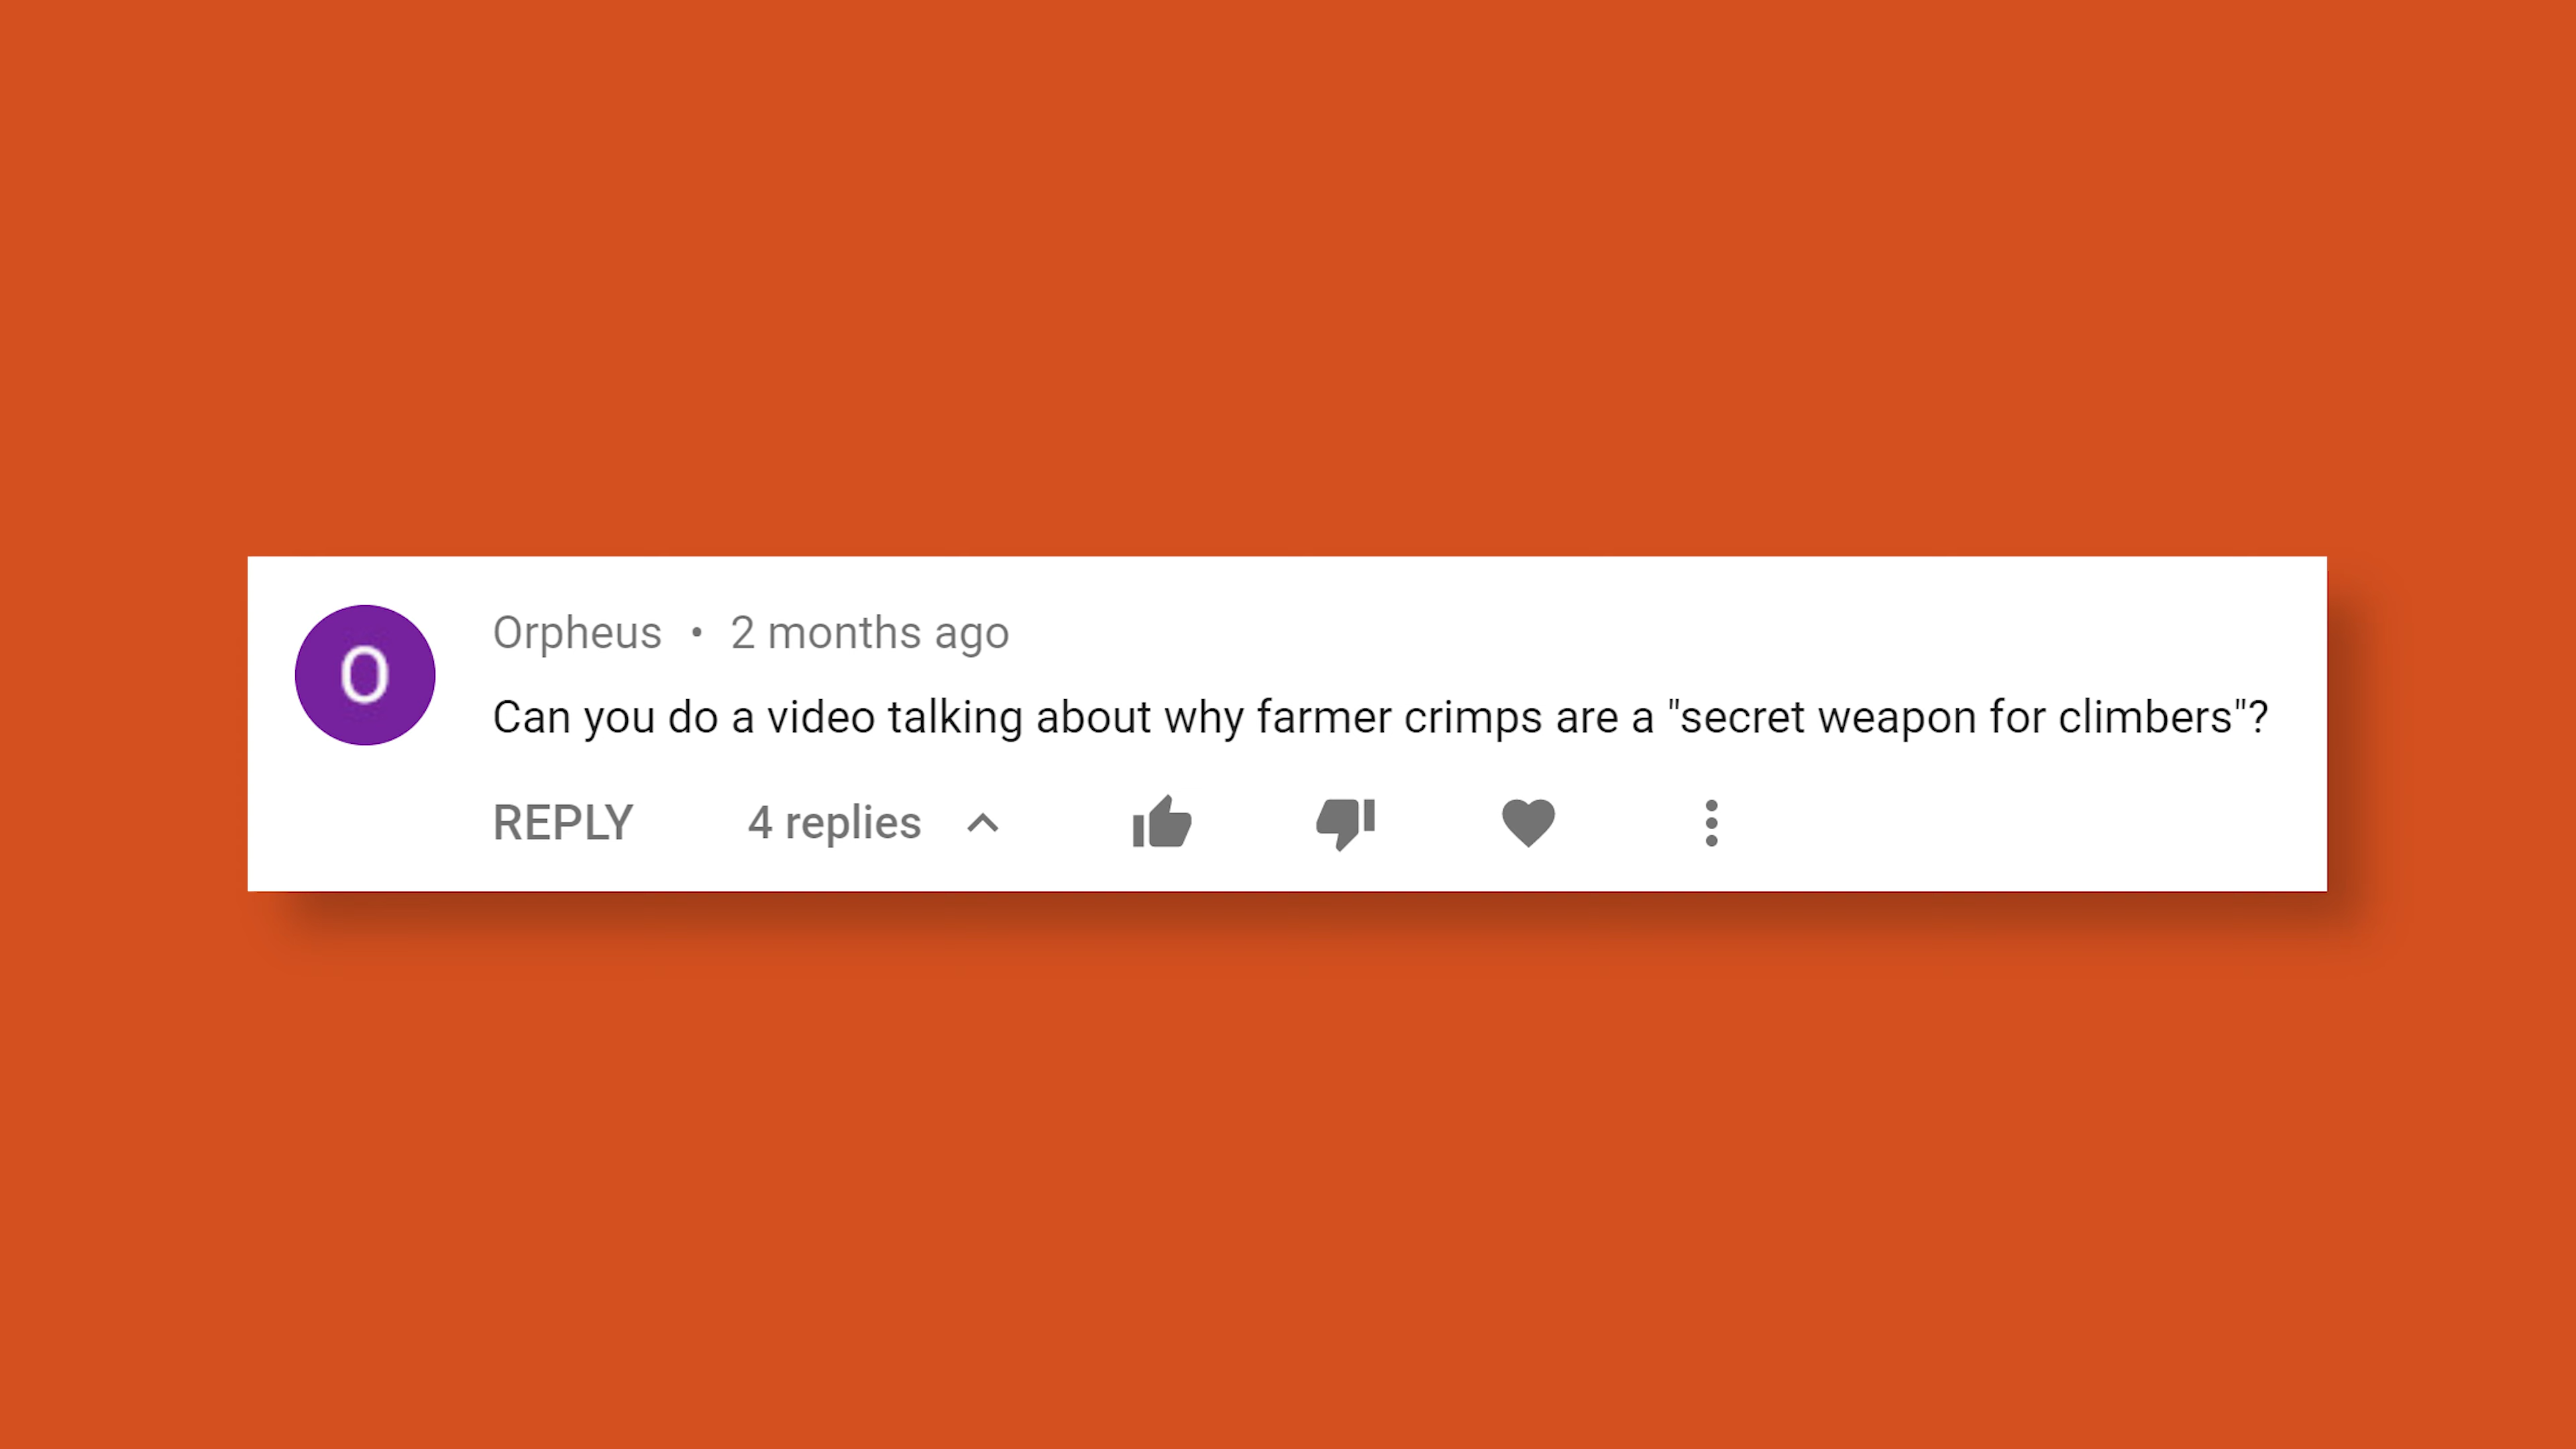 O
Orpheus • 2 months ago
Can you do a video talking about why farmer crimps are a "secret weapon for climbers"?
REPLY 4 replies